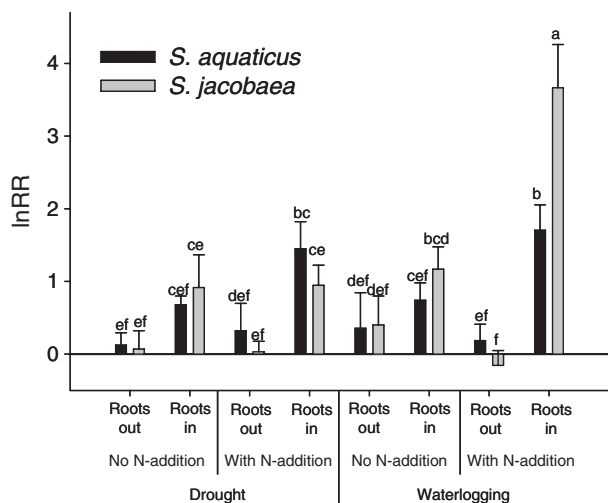 S. aquaticus
S. jacobaea
lnRR
4
3
2
1
0
ef ef
cef ce
def ef
bc ce
def def
cef bcd
ef f
b a
Roots out Roots in Roots out Roots in Roots out Roots in Roots out Roots in
No N-addition With N-addition No N-addition With N-addition
Drought Waterlogging